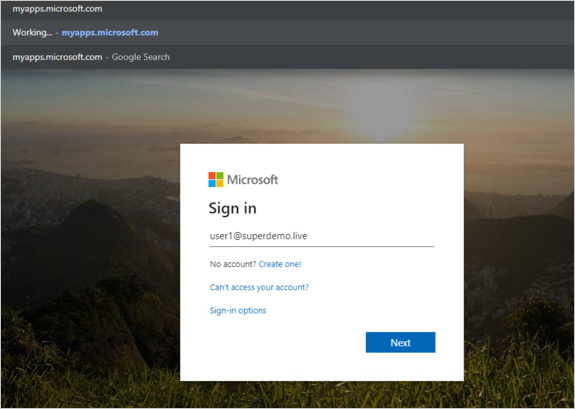 myapps.microsoft.com
Working... - myapps.microsoft.com
myapps.microsoft.com - Google Search
Microsoft
Sign in
user1@superdemo.live
No account? Create one!
Can't access your account?
Sign-in options
Next